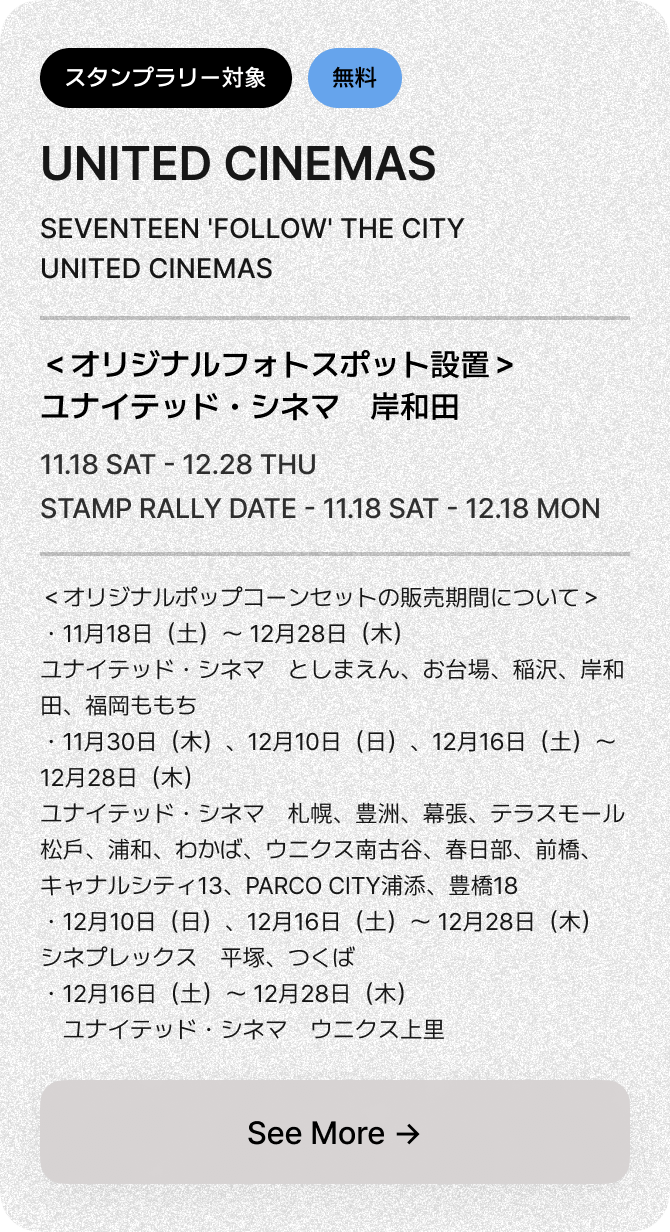 スタンプラリー対象 無料
UNITED CINEMAS
SEVENTEEN 'FOLLOW' THE CITY
UNITED CINEMAS
＜オリジナルフォトスポット設置＞
ユナイテッド・シネマ　岸和田
11.18 SAT - 12.28 THU
STAMP RALLY DATE - 11.18 SAT - 12.18 MON
＜オリジナルポップコーンセットの販売期間について＞
・11月18日（土）〜 12月28日（木）
ユナイテッド・シネマ　としまえん、お台場、稲沢、岸和
田、福岡ももち
・11月30日（木）、12月10日（日）、12月16日（土）〜
12月28日（木）
ユナイテッド・シネマ　札幌、豊洲、幕張、テラスモール
松戸、浦和、わかば、ウニクス南古谷、春日部、前橋、
キャナルシティ13、PARCO CITY浦添、豊橋18
・12月10日（日）、12月16日（土）〜 12月28日（木）
シネプレックス　平塚、つくば
・12月16日（土）〜 12月28日（木）
　ユナイテッド・シネマ　ウニクス上里
See More →